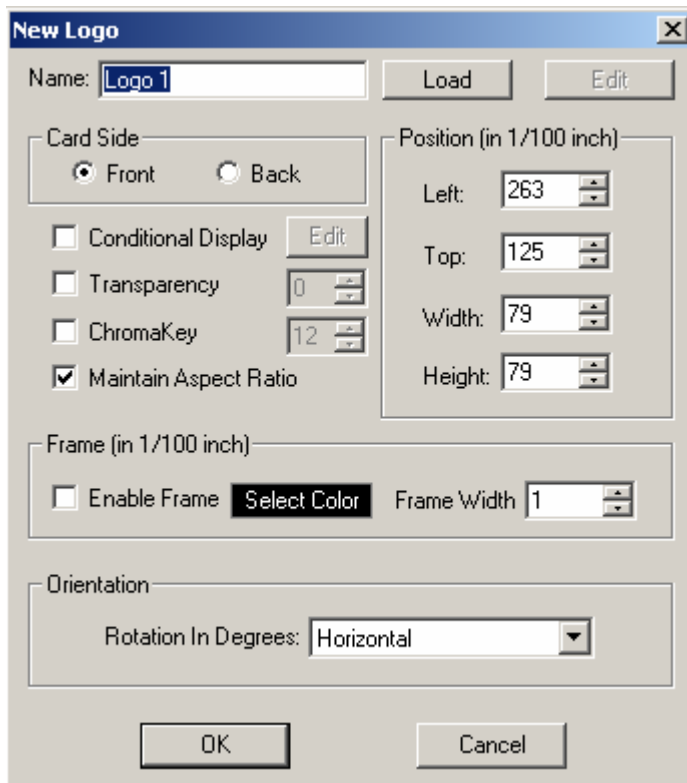 New Logo
Name: Logo 1 Load Edit
Card Side
Front Back
Conditional Display Edit
Transparency 0
ChromaKey 12
Maintain Aspect Ratio
Position (in 1/100 inch)
Left: 263
Top: 125
Width: 79
Height: 79
Frame (in 1/100 inch)
Enable Frame Select Color Frame Width 1
Orientation
Rotation In Degrees: Horizontal
OK Cancel